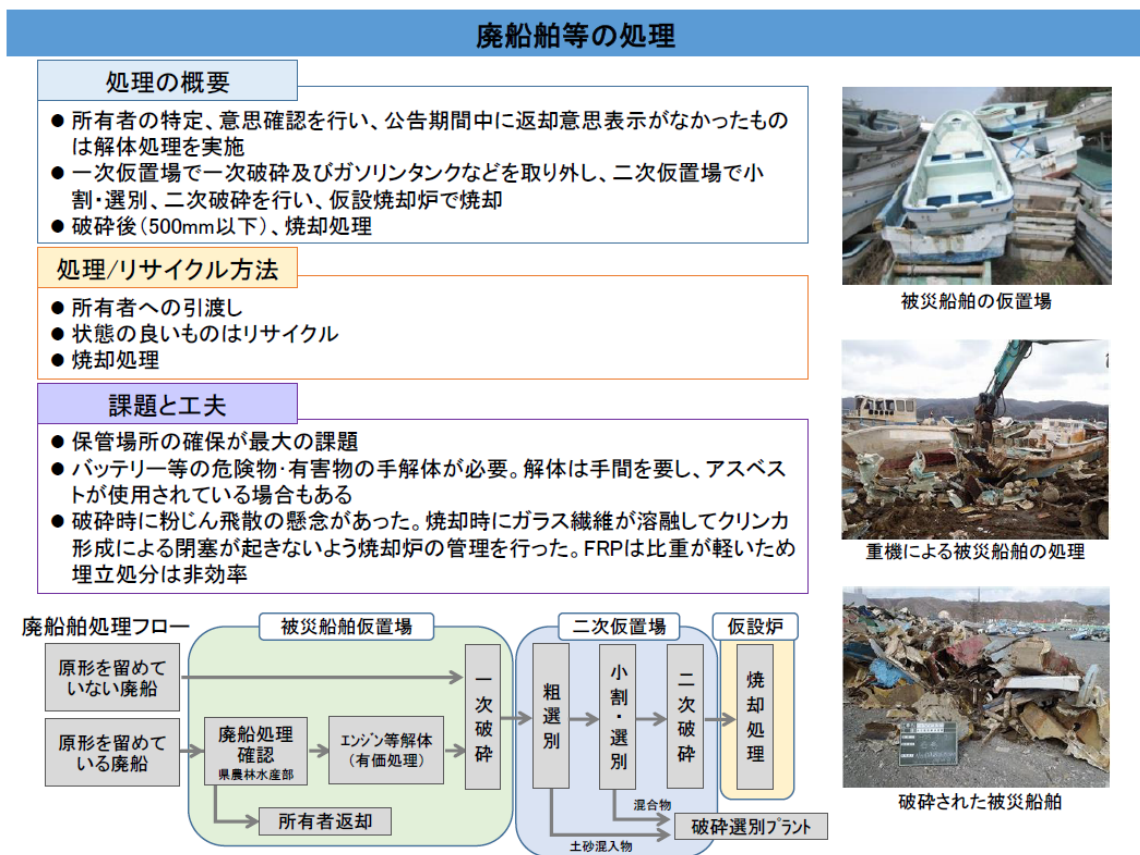 廃船舶等の処理
処理の概要
● 所有者の特定、意思確認を行い、公告期間中に返却意思表示がなかったもの
は解体処理を実施
● 一次仮置場で一次破砕及びガソリンタンクなどを取り外し、二次仮置場で小
割・選別、二次破砕を行い、仮設焼却炉で焼却
● 破砕後(500mm以下)、焼却処理
処理/リサイクル方法
● 所有者への引渡し
● 状態の良いものはリサイクル
● 焼却処理
課題と工夫
● 保管場所の確保が最大の課題
● バッテリー等の危険物・有害物の手解体が必要。解体は手間を要し、アスベス
トが使用されている場合もある
● 破砕時に粉じん飛散の懸念があった。焼却時にガラス繊維が溶融してクリンカ
形成による閉塞が起きないよう焼却炉の管理を行った。FRPは比重が軽いため
埋立処分は非効率
被災船舶の仮置場
重機による被災船舶の処理
破砕された被災船舶
廃船舶処理フロー
被災船舶仮置場
二次仮置場
仮設炉
原形を留めて
いない廃船
原形を留めて
いる廃船
廃船処理
確認
県農林水産部
エンジン等解体
(有価処理)
所有者返却
一次破砕
粗選別
小割・選別
二次破砕
焼却処理
混合物
土砂混入物
破砕選別プラント